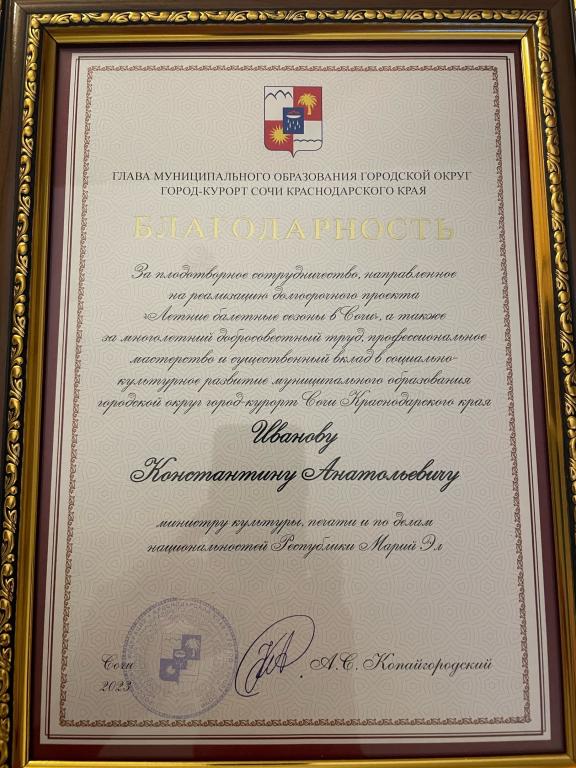 ГЛАВА МУНИЦИПАЛЬНОГО ОБРАЗОВАНИЯ ГОРОДСКОЙ ОКРУГ
ГОРОД-КУРОРТ СОЧИ КРАСНОДАРСКОГО КРАЯ
БЛАГОДАРНОСТЬ
За плодотворное сотрудничество, направленное
на реализацию долгосрочного проекта
«Летние балетные сезоны в Сочи», а также
за многолетний добросовестный труд, профессиональное
мастерство и существенный вклад в социально-
культурное развитие муниципального образования
городской округ город-курорт Сочи Краснодарского края
Иванову
Константину Анатольевичу
министру культуры, печати и по делам
национальностей Республики Марий Эл
Сочи
2023
А.С. Копайгородский